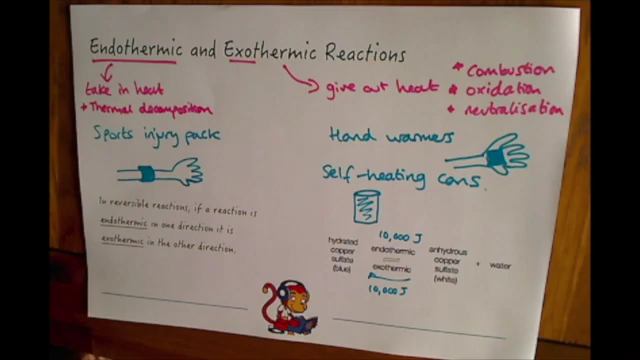 Endothermic and Exothermic Reactions
take in heat
+ Thermal decomposition
give out heat
* combustion
* oxidation
+ neutralisation
Sports injury pack
Hand warmers
Self-heating cans.
In reversible reactions, if a reaction is
endothermic in one direction it is
exothermic in the other direction.
10,000 J
hydrated copper sulfate (blue)
endothermic
exothermic
anhydrous copper sulfate (white)
+ water
10,000 J